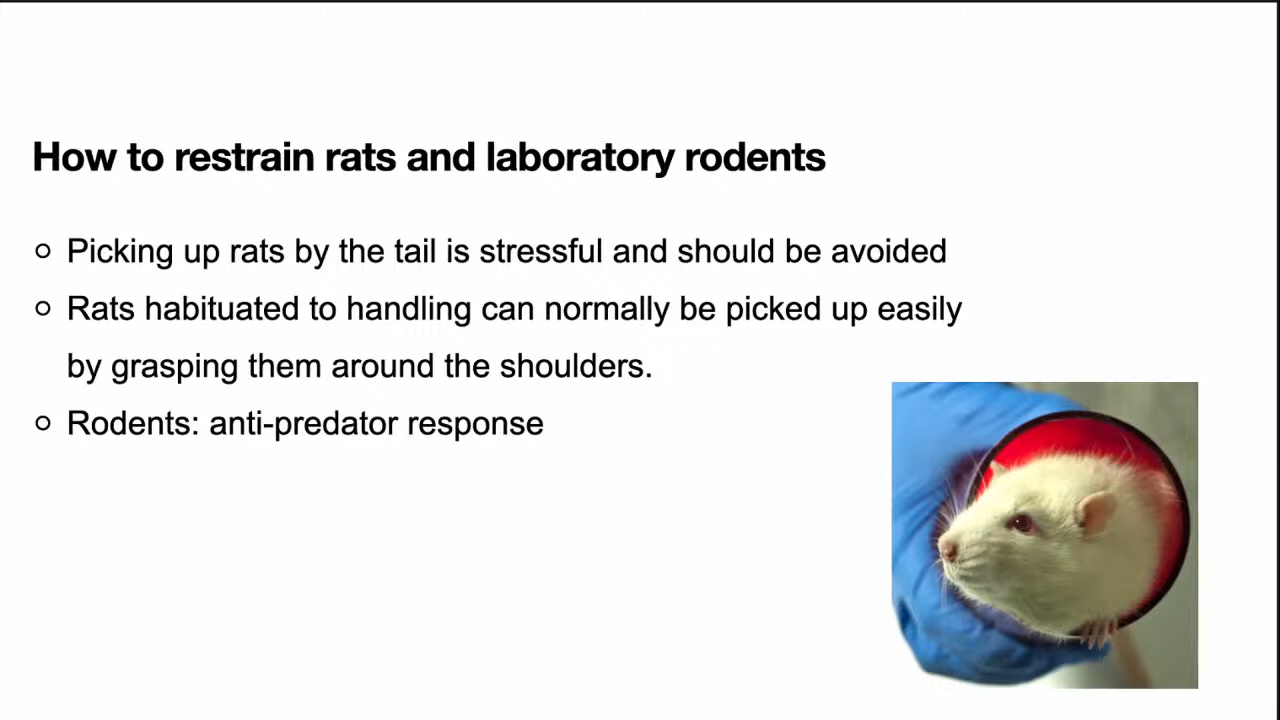 How to restrain rats and laboratory rodents
Picking up rats by the tail is stressful and should be avoided
Rats habituated to handling can normally be picked up easily
by grasping them around the shoulders.
Rodents: anti-predator response